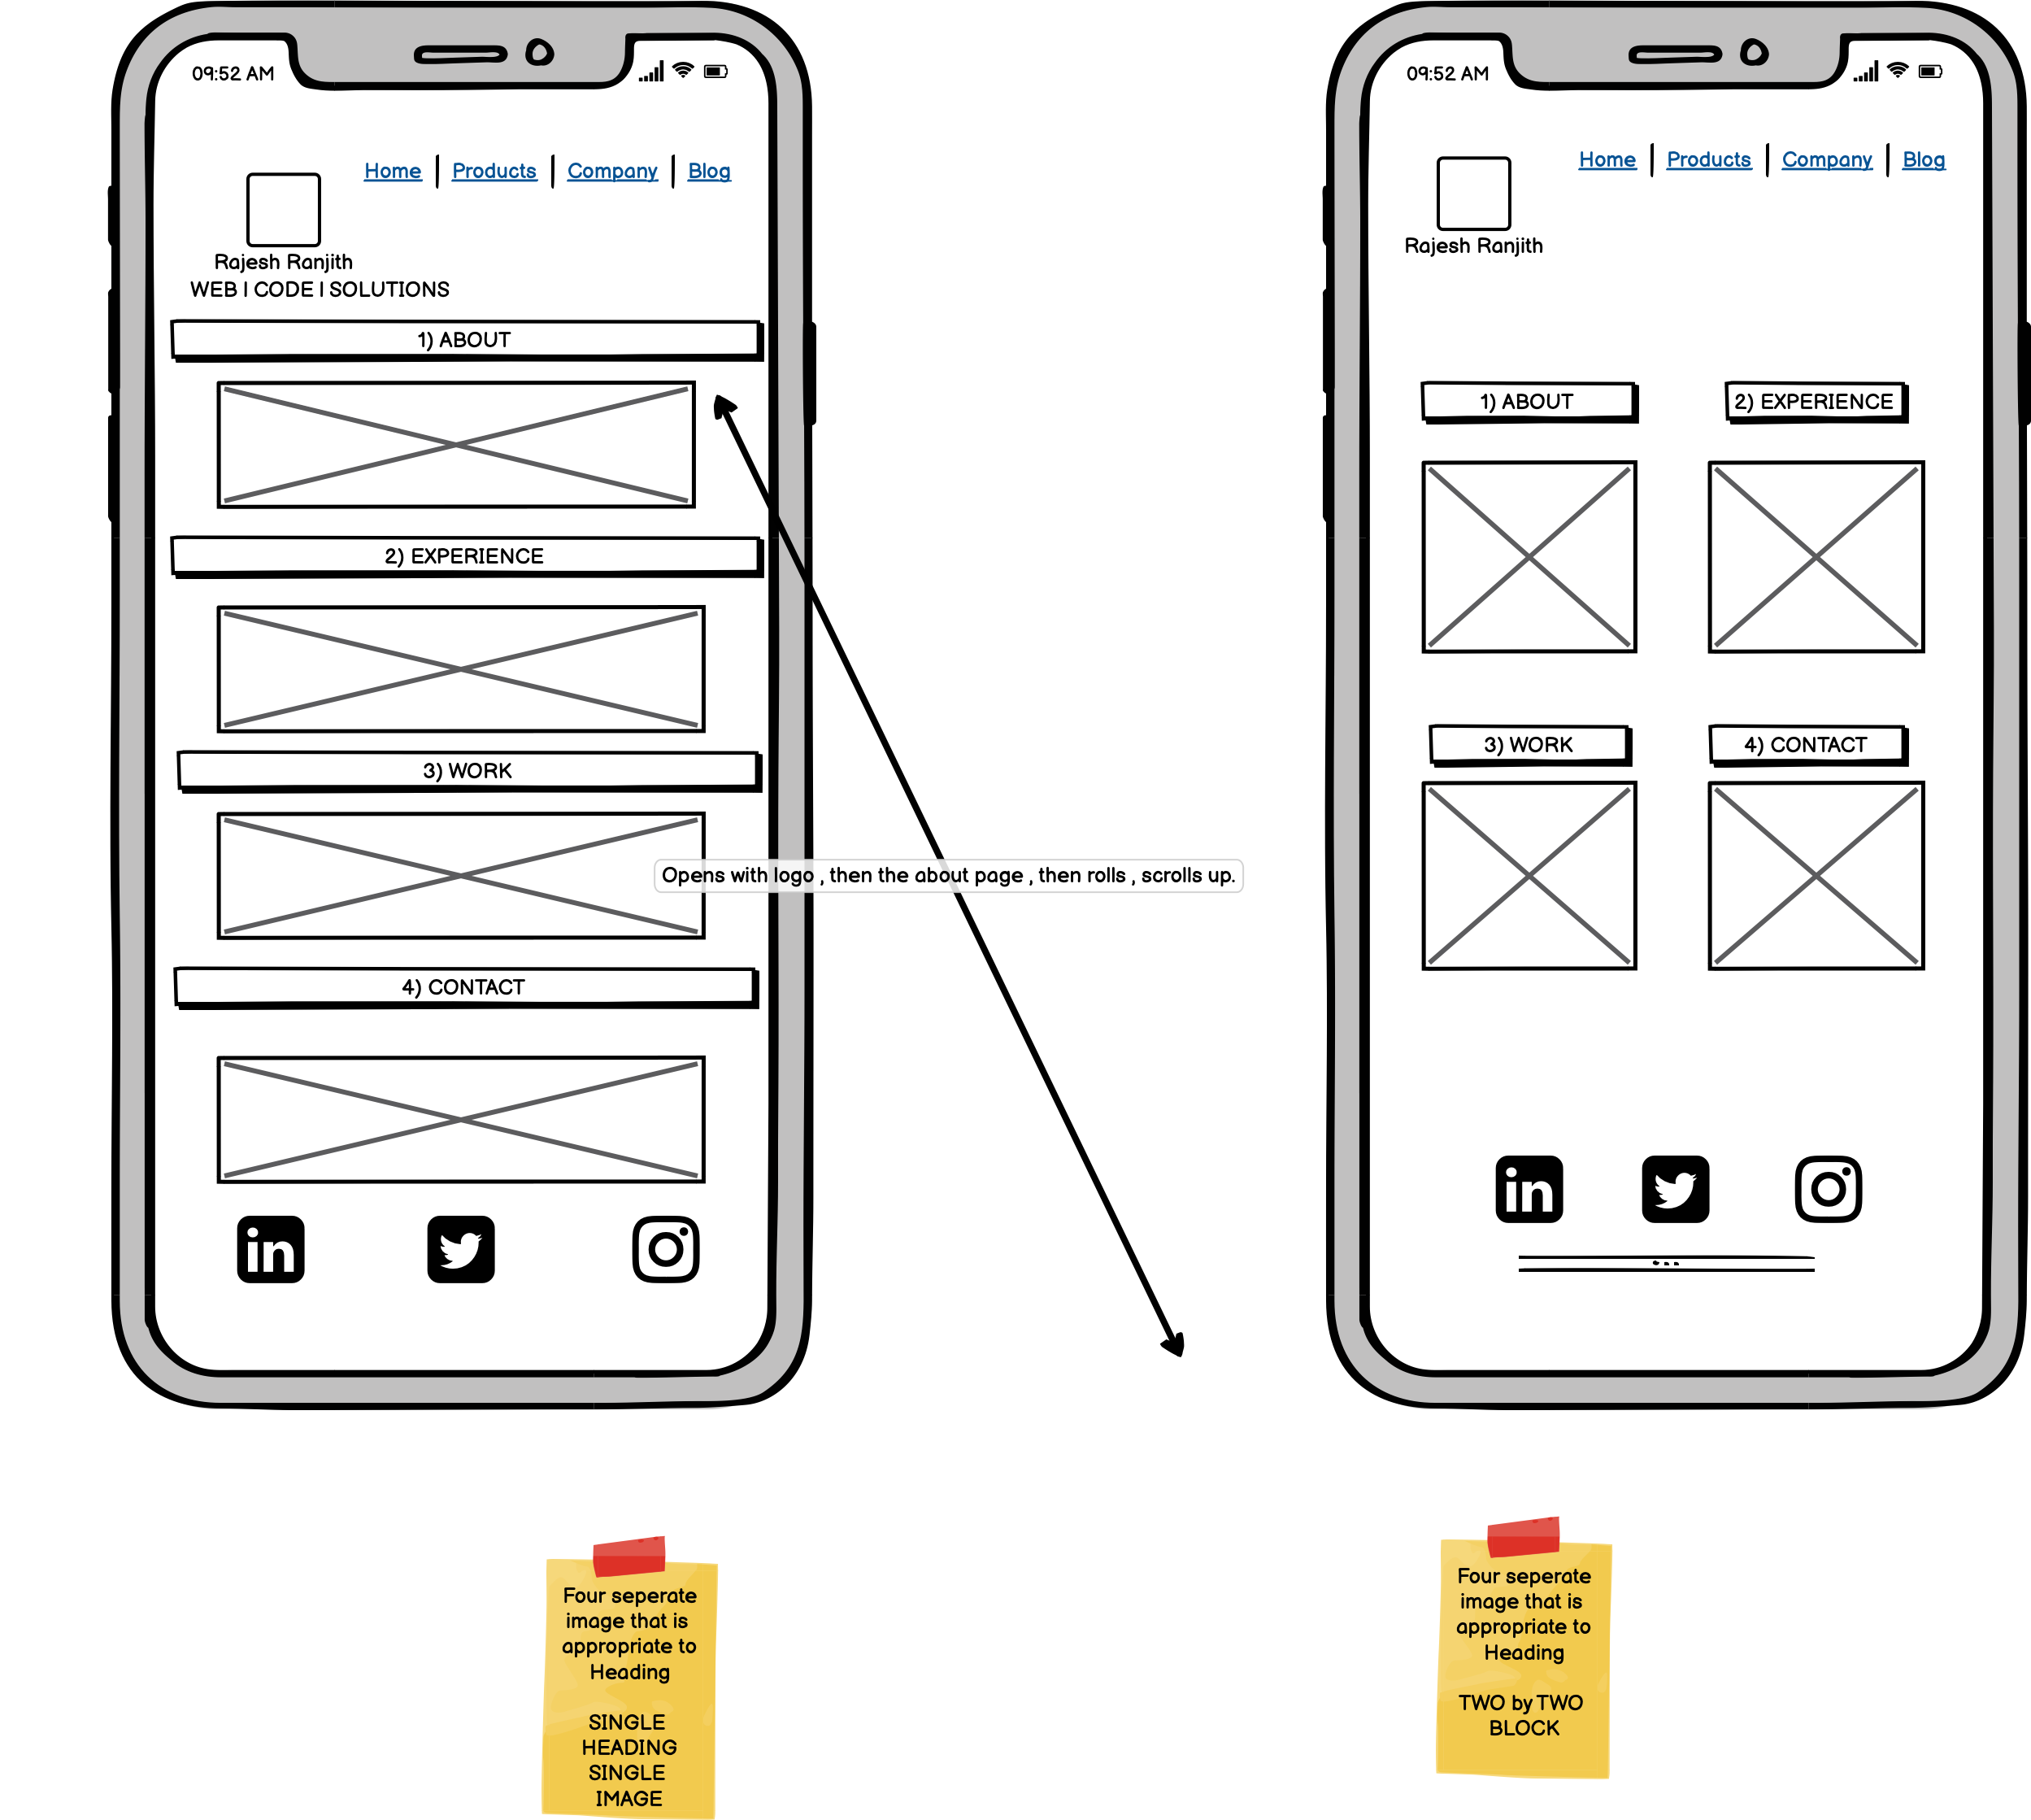 09:52 AM
Home | Products | Company | Blog
Rajesh Ranjith
WEB | CODE | SOLUTIONS
1) ABOUT
2) EXPERIENCE
3) WORK
4) CONTACT
in
Opens with logo , then the about page , then rolls , scrolls up.
09:52 AM
Home | Products | Company | Blog
Rajesh Ranjith
1) ABOUT
2) EXPERIENCE
3) WORK
4) CONTACT
in
Four seperate
image that is
appropriate to
Heading
SINGLE
HEADING
SINGLE
IMAGE
Four seperate
image that is
appropriate to
Heading
TWO by TWO
BLOCK